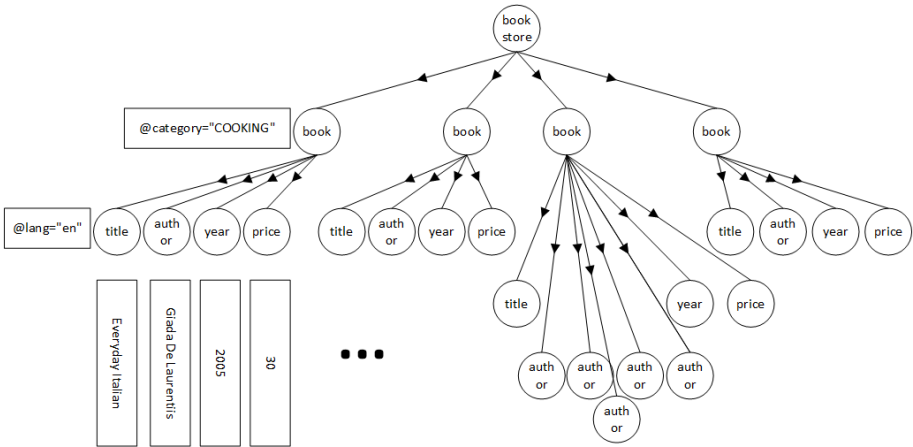 book
store
@category="COOKING"
book
book
book
book
@lang="en"
title
auth
or
year
price
title
auth
or
year
price
title
auth
or
year
price
title
year
price
Everyday Italian
Giada De Laurentiis
2005
30
auth
or
auth
or
auth
or
auth
or
auth
or